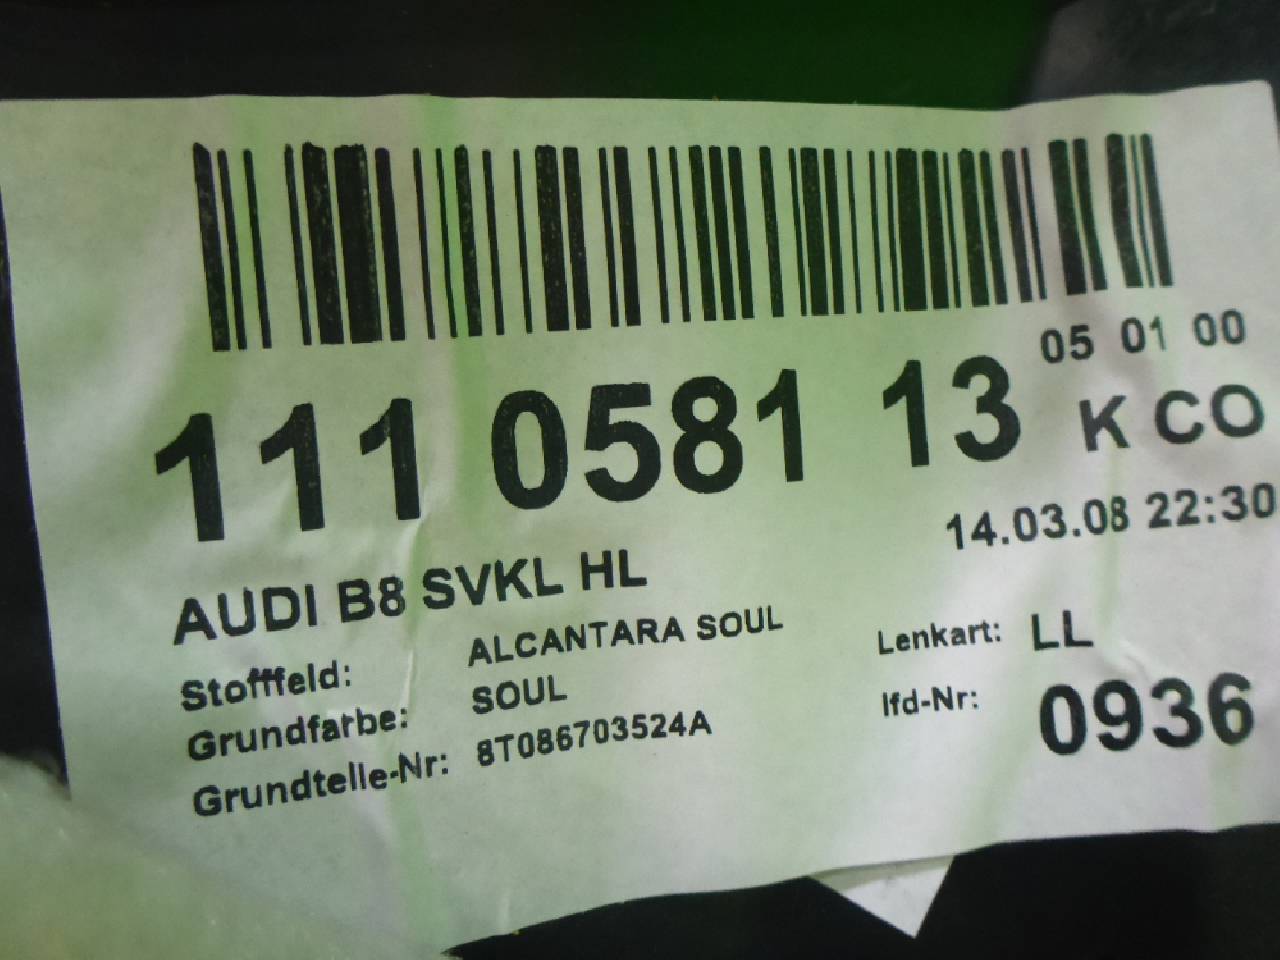 05 01 00
111 0581 13 K CO
14.03.08 22:30
AUDI B8 SVKL HL
Stofffeld: ALCANTARA SOUL
Lenkart: LL
Grundfarbe: SOUL
lfd-Nr: 0936
Grundtelle-Nr: 8T086703524A